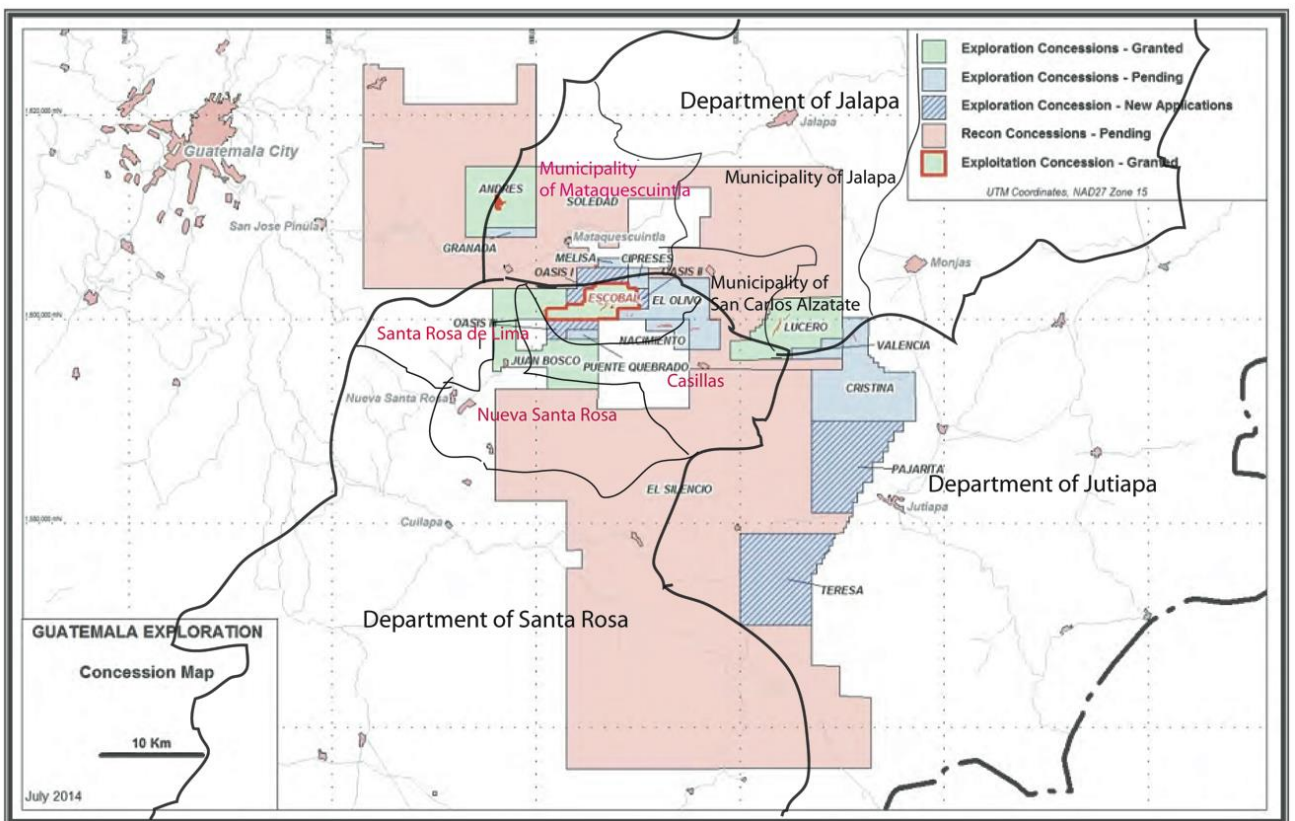 Exploration Concessions - Granted
Exploration Concessions - Pending
Exploration Concession - New Applications
Recon Concessions - Pending
Exploitation Concession - Granted
UTM Coordinates, NAD27 Zone 15
Department of Jalapa
Jalapa
Guatemala City
Municipality
of Mataquescuintla
Municipality of Jalapa
ANDRES
SOLEDAD
San Jose Pinula
Mataquescuintla
GRANADA
MELISA
CIPRESES
Monjas
OASIS I
OASIS II
Municipality of
San Carlos Alzatate
ESCOBAL
EL OLIVO
OASIS III
LUCERO
Santa Rosa de Lima
NACIMIENTO
VALENCIA
JUAN BOSCO
PUENTE QUEBRADO
Casillas
CRISTINA
Nueva Santa Rosa
Nueva Santa Rosa
PAJARITA
EL SILENCIO
Department of Jutiapa
Jutiapa
Cuilapa
TERESA
Department of Santa Rosa
GUATEMALA EXPLORATION
Concession Map
10 Km
July 2014